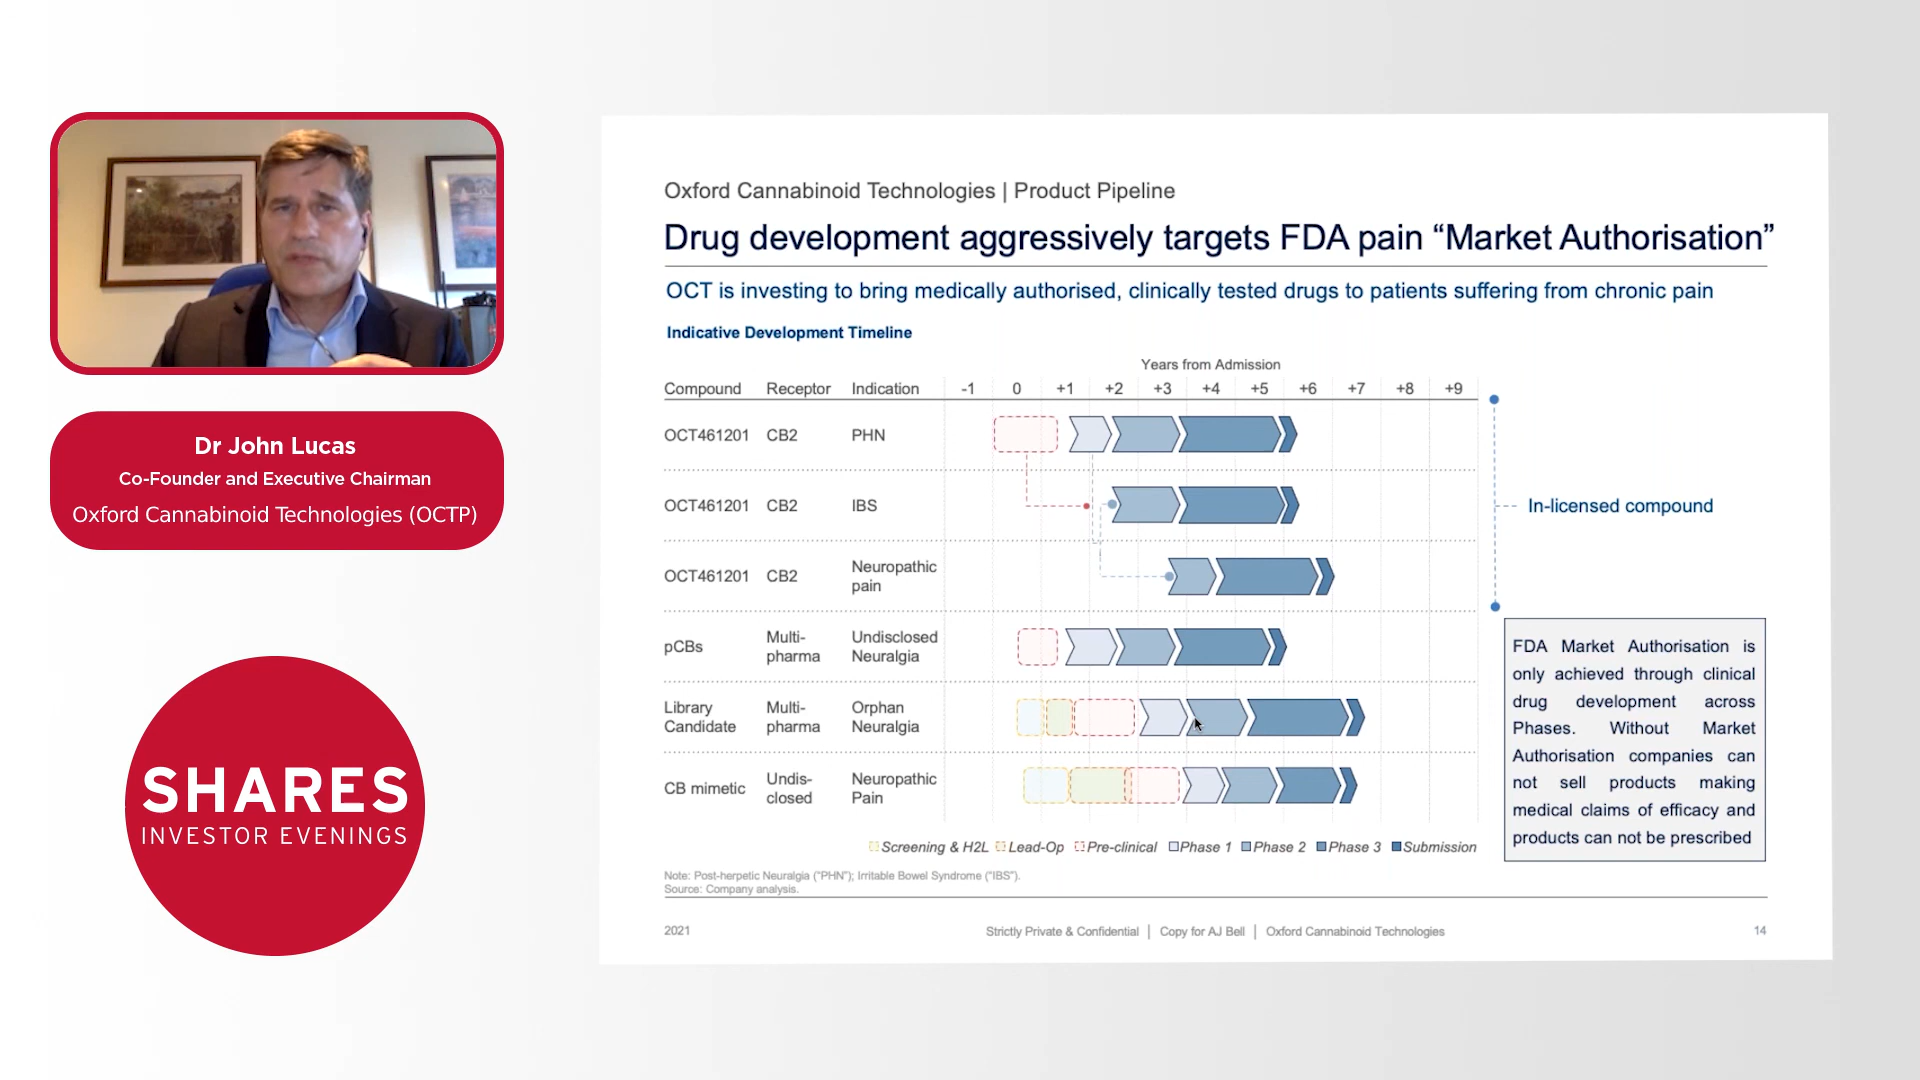 Dr John Lucas
Co-Founder and Executive Chairman
Oxford Cannabinoid Technologies (OCTP)
SHARES
INVESTOR EVENINGS
Oxford Cannabinoid Technologies | Product Pipeline
Drug development aggressively targets FDA pain “Market Authorisation”
OCT is investing to bring medically authorised, clinically tested drugs to patients suffering from chronic pain
Indicative Development Timeline
Years from Admission
Compound Receptor Indication -1 0 +1 +2 +3 +4 +5 +6 +7 +8 +9
OCT461201 CB2 PHN
OCT461201 CB2 IBS
OCT461201 CB2 Neuropathic
pain
pCBs Multi-
pharma Undisclosed
Neuralgia
Library
Candidate Multi-
pharma Orphan
Neuralgia
CB mimetic Undis-
closed Neuropathic
Pain
Screening & H2L Lead-Op Pre-clinical Phase 1 Phase 2 Phase 3 Submission
In-licensed compound
FDA Market Authorisation is
only achieved through clinical
drug development across
Phases. Without Market
Authorisation companies can
not sell products making
medical claims of efficacy and
products can not be prescribed
Note: Post-herpetic Neuralgia ("PHN"); Irritable Bowel Syndrome ("IBS").
Source: Company analysis.
2021 Strictly Private & Confidential | Copy for AJ Bell | Oxford Cannabinoid Technologies 14